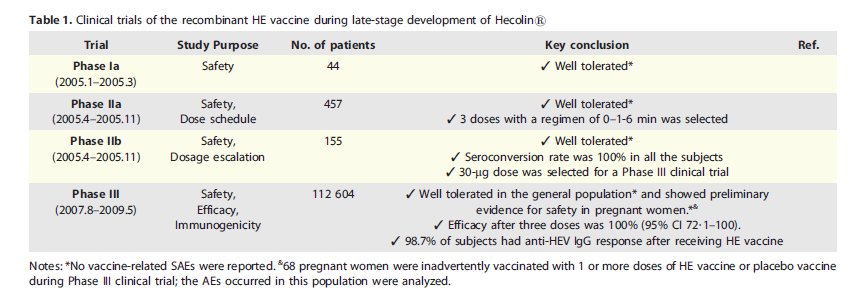 Table 1. Clinical trials of the recombinant HE vaccine during late-stage development of Hecolin®
Trial Study Purpose No. of patients Key conclusion Ref.
Phase Ia Safety 44 ✓ Well tolerated*
(2005.1–2005.3)
Phase IIa Safety, 457 ✓ Well tolerated*
(2005.4–2005.11) Dose schedule ✓ 3 doses with a regimen of 0–1-6 min was selected
Phase IIb Safety, 155 ✓ Well tolerated*
(2005.4–2005.11) Dosage escalation ✓ Seroconversion rate was 100% in all the subjects
✓ 30-μg dose was selected for a Phase III clinical trial
Phase III Safety, 112 604 ✓ Well tolerated in the general population* and showed preliminary
(2007.8–2009.5) Efficacy, evidence for safety in pregnant women.*&
Immunogenicity ✓ Efficacy after three doses was 100% (95% CI 72·1–100).
✓ 98.7% of subjects had anti-HEV IgG response after receiving HE vaccine
Notes: *No vaccine-related SAEs were reported. &68 pregnant women were inadvertently vaccinated with 1 or more doses of HE vaccine or placebo vaccine
during Phase III clinical trial; the AEs occurred in this population were analyzed.